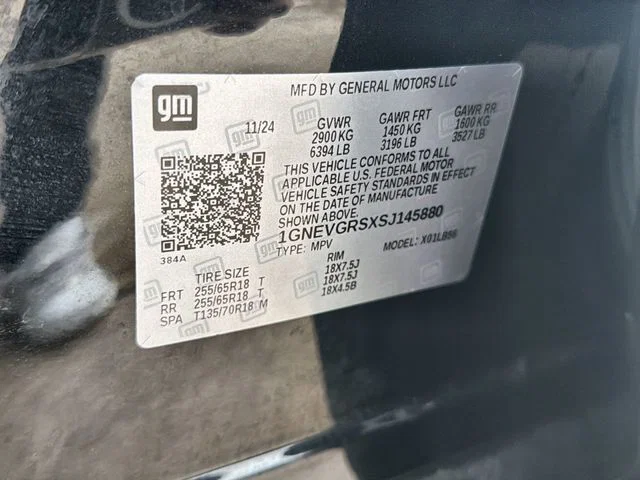 MFD BY GENERAL MOTORS LLC
gm
11/24
GVWR GAWR FRT GAWR RR
2900 KG 1450 KG 1600 KG
6394 LB 3196 LB 3527 LB
THIS VEHICLE CONFORMS TO ALL
APPLICABLE U.S. FEDERAL MOTOR
VEHICLE SAFETY STANDARDS IN EFFECT
ON THE DATE OF MANUFACTURE
SHOWN ABOVE.
1GNEVGRSXSJ145880
TYPE: MPV MODEL: X01LB56
384A
TIRE SIZE RIM
FRT 255/65R18 T 18X7.5J
RR 255/65R18 T 18X7.5J
SPA T135/70R18 M 18X4.5B